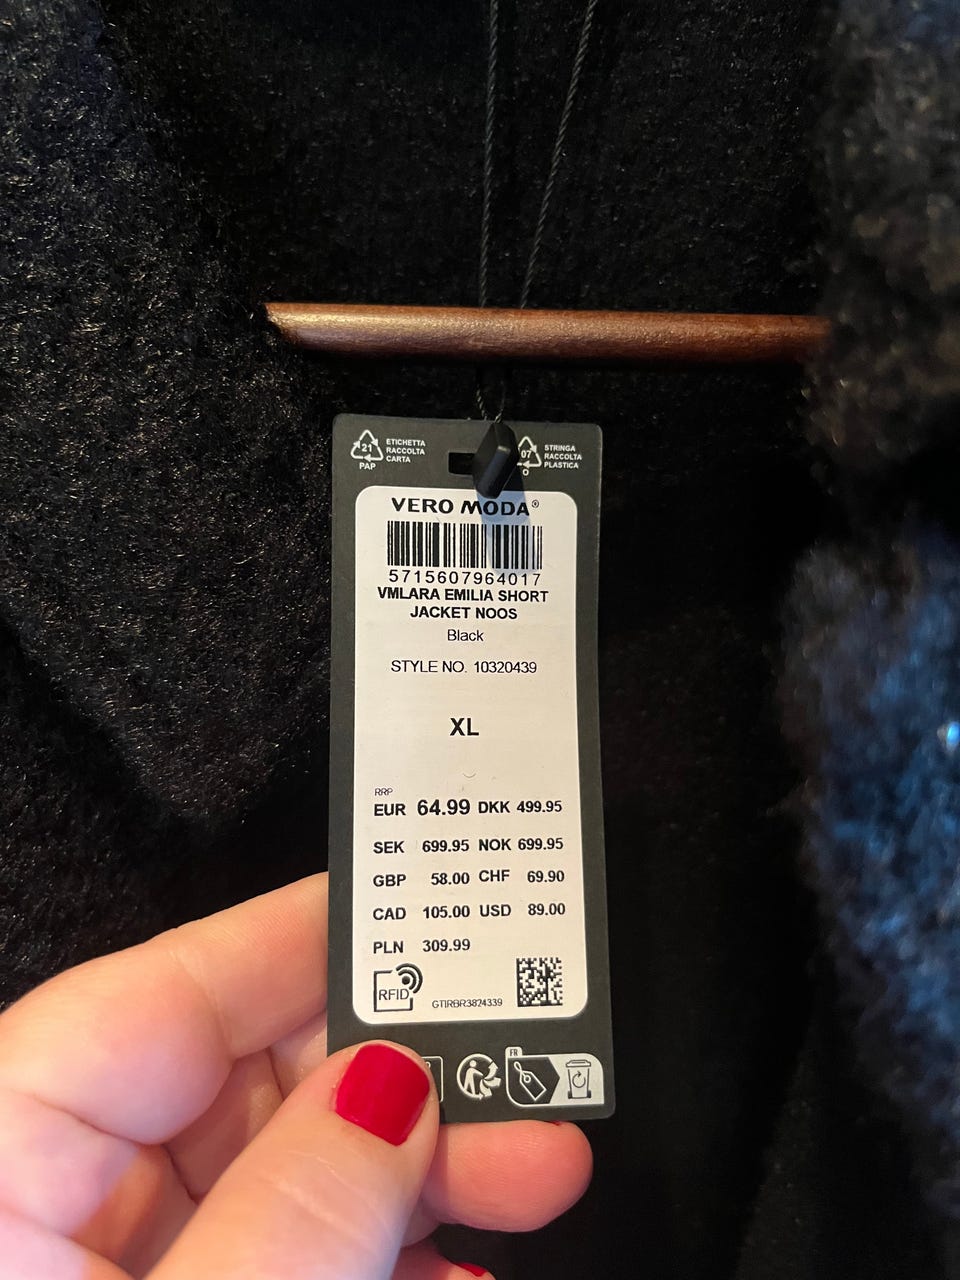 21
PAP
ETICHETTA
RACCOLTA
CARTA
07
O
STRINGA
RACCOLTA
PLASTICA
VERO MODA®
5715607964017
VMLARA EMILIA SHORT
JACKET NOOS
Black
STYLE NO. 10320439
XL
RRP
EUR 64.99 DKK 499.95
SEK 699.95 NOK 699.95
GBP 58.00 CHF 69.90
CAD 105.00 USD 89.00
PLN 309.99
RFID
GTIRBR3824339
FR